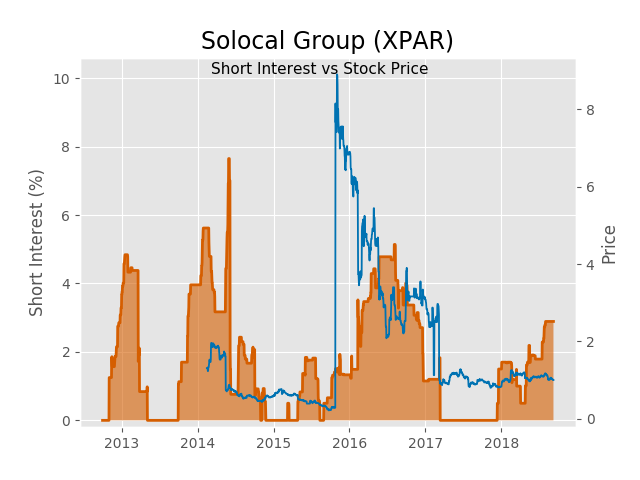 Solocal Group (XPAR)
Short Interest vs Stock Price
Short Interest (%)
10
8
6
4
2
0
8
6
4
2
0
Price
2013 2014 2015 2016 2017 2018